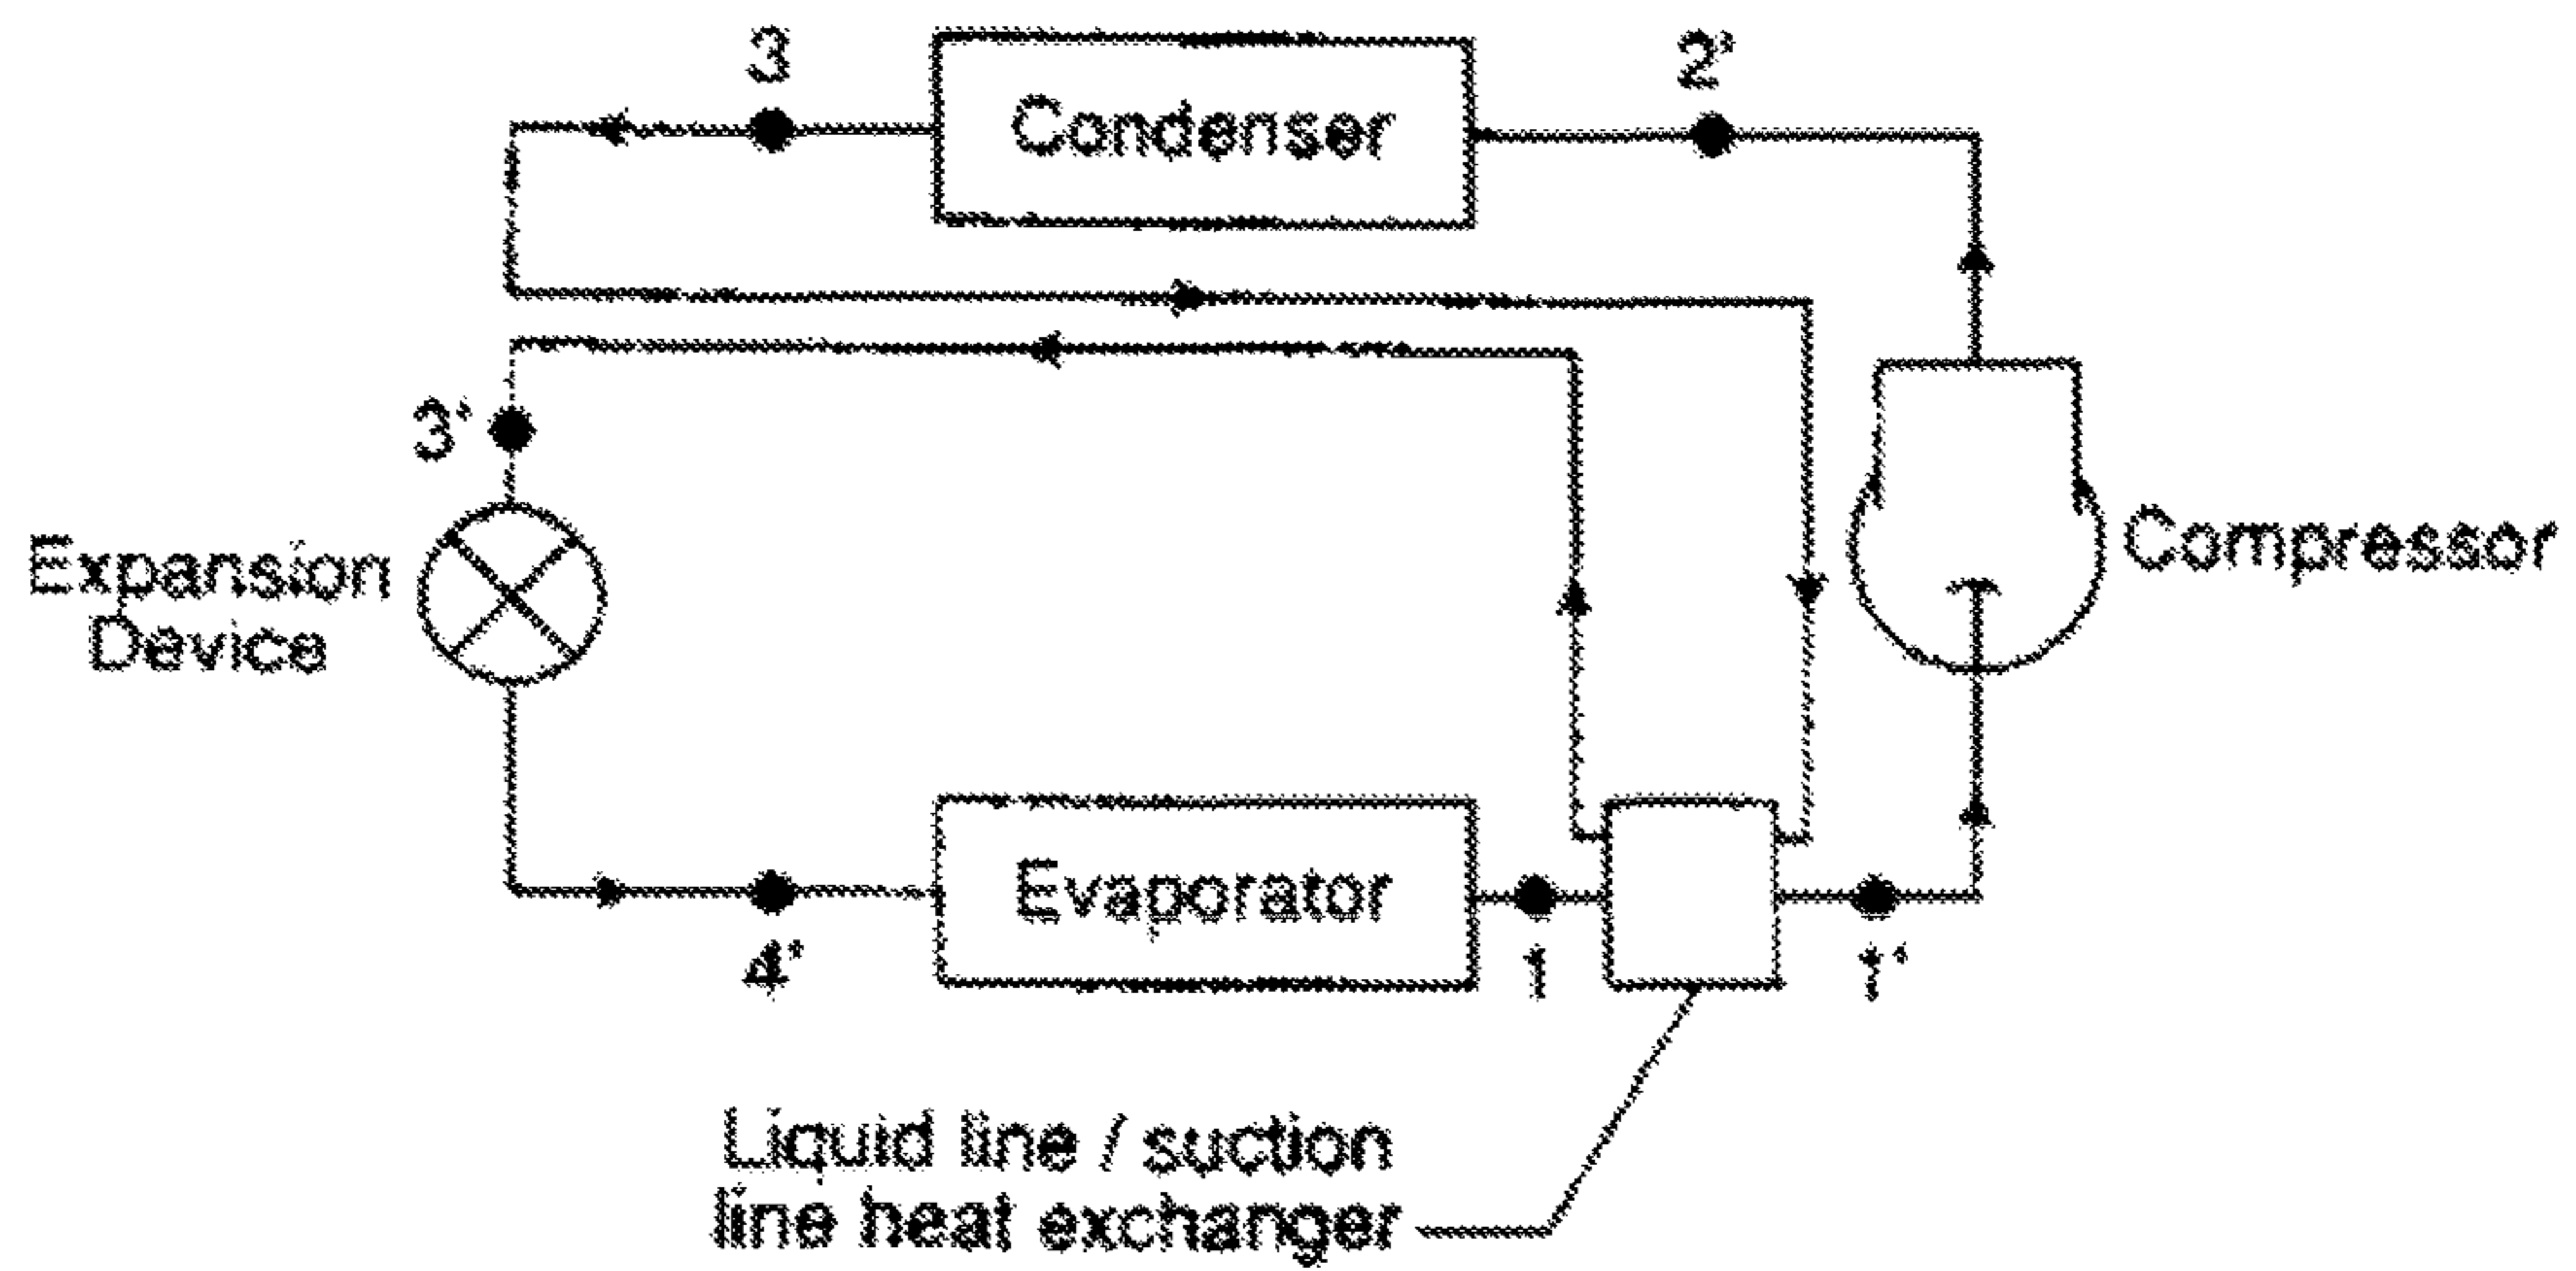 3
Condenser
2'
3'
Expansion
Device
Compressor
Evaporator
4'
1
1'
Liquid line / suction
line heat exchanger